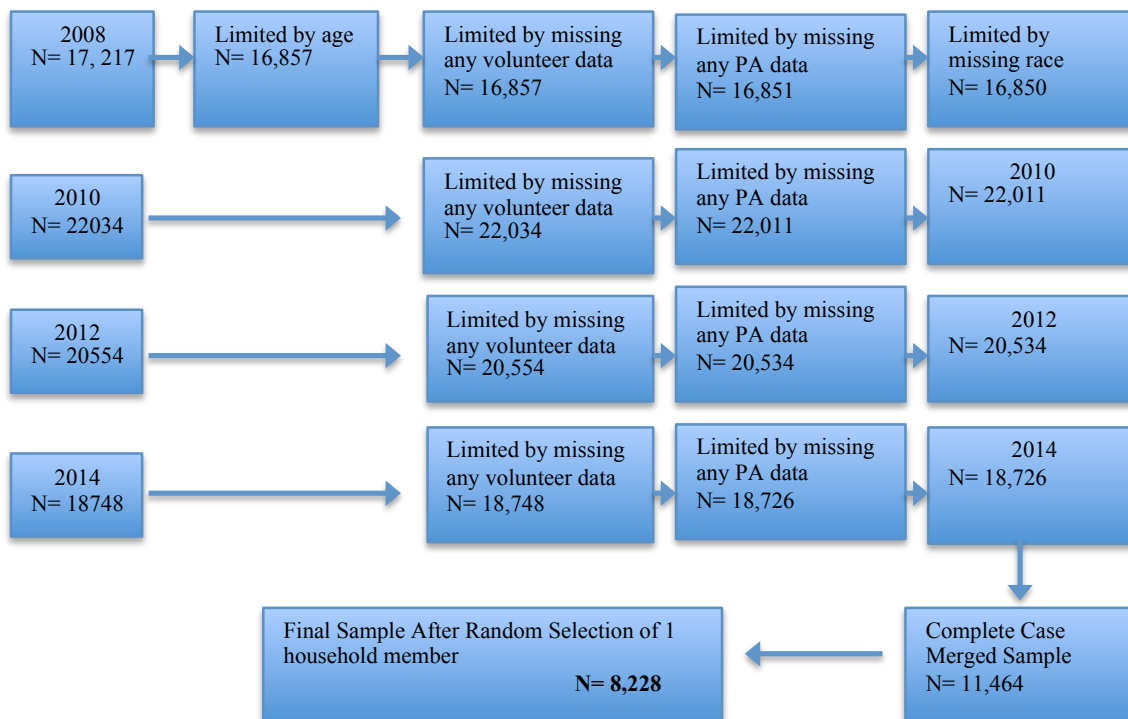 2008
N= 17, 217
Limited by age
N= 16,857
Limited by missing
any volunteer data
N= 16,857
Limited by missing
any PA data
N= 16,851
Limited by
missing race
N= 16,850
2010
N= 22034
Limited by missing
any volunteer data
N= 22,034
Limited by missing
any PA data
N= 22,011
2010
N= 22,011
2012
N= 20554
Limited by missing
any volunteer data
N= 20,554
Limited by missing
any PA data
N= 20,534
2012
N= 20,534
2014
N= 18748
Limited by missing
any volunteer data
N= 18,748
Limited by missing
any PA data
N= 18,726
2014
N= 18,726
Complete Case
Merged Sample
N= 11,464
Final Sample After Random Selection of 1
household member
N= 8,228